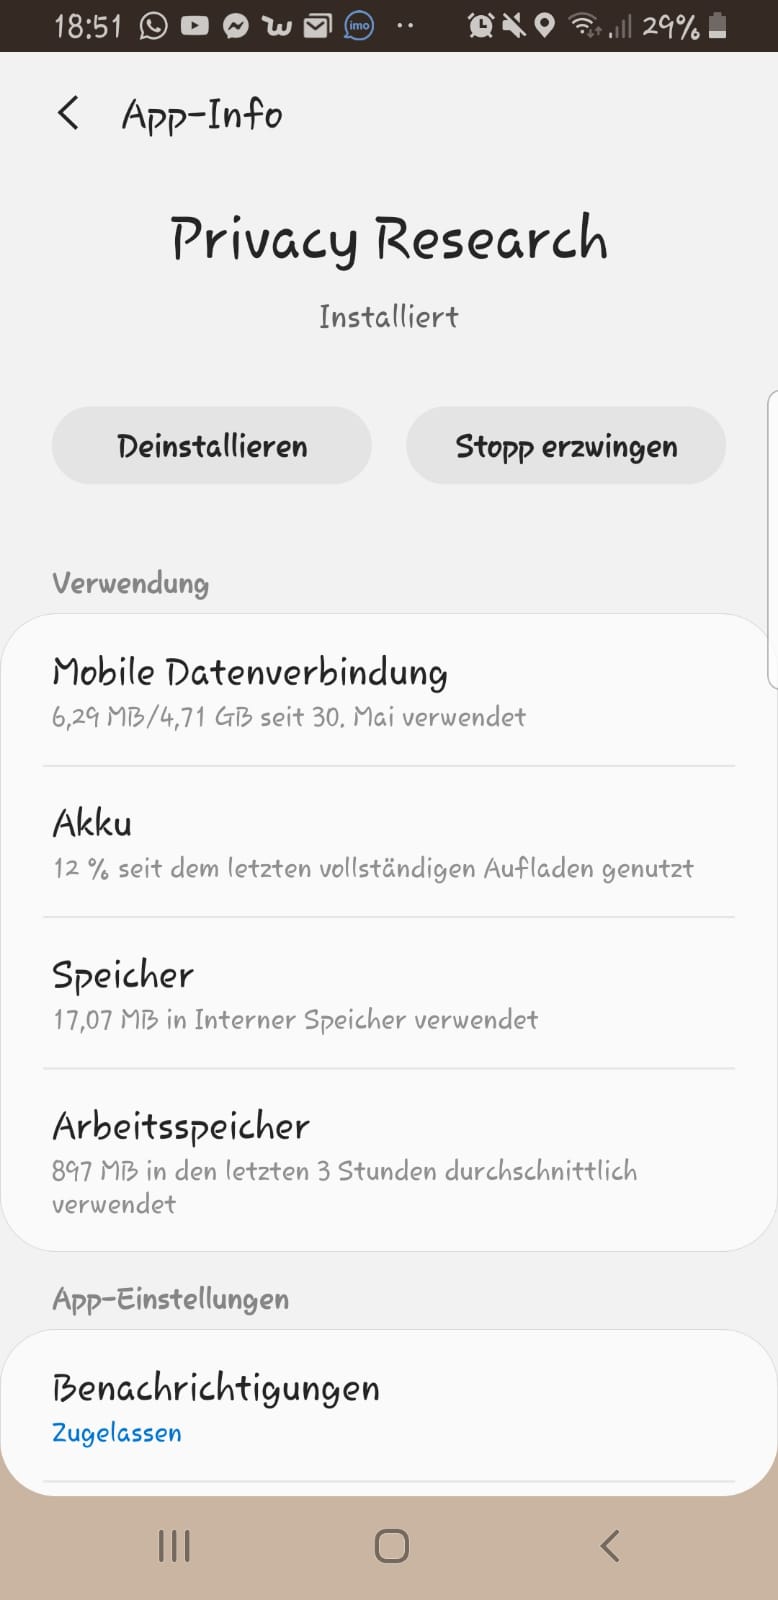 18:51 imo 29%
App-Info
Privacy Research
Installiert
Deinstallieren Stopp erzwingen
Verwendung
Mobile Datenverbindung
6,29 MB/4,71 GB seit 30. Mai verwendet
Akku
12 % seit dem letzten vollständigen Aufladen genutzt
Speicher
17,07 MB in Interner Speicher verwendet
Arbeitsspeicher
897 MB in den letzten 3 Stunden durchschnittlich
verwendet
App-Einstellungen
Benachrichtigungen
Zugelassen